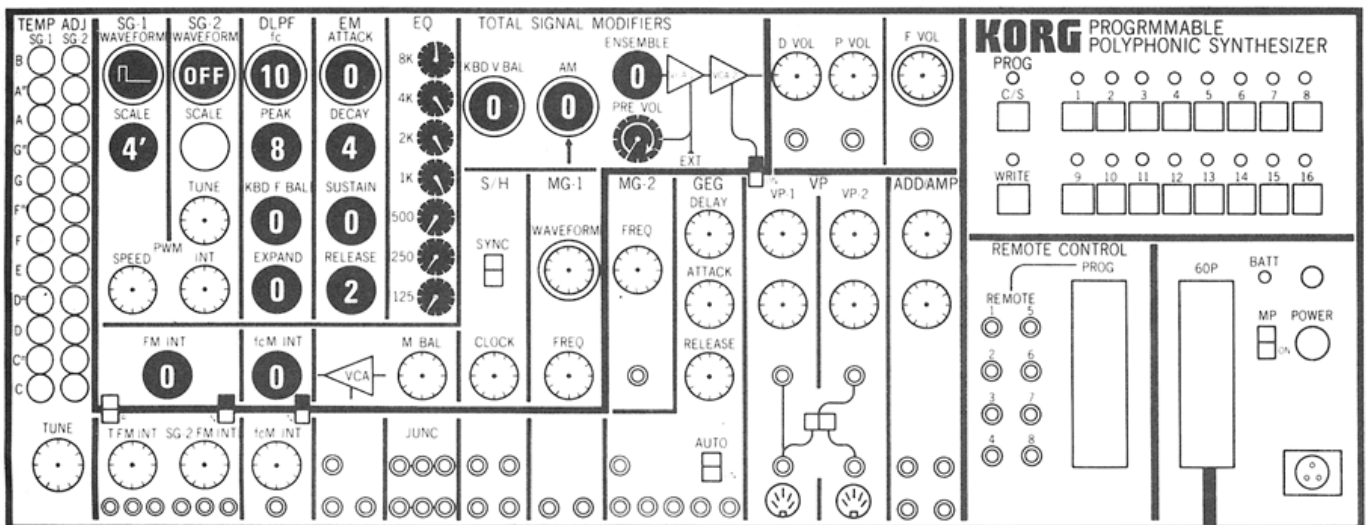 TEMP ADJ
SG-1 SG-2
B
A#
A
G#
G
F#
F
E
D#
D
C#
C
TUNE
SG-1
WAVEFORM
SCALE
4'
SG-2
WAVEFORM
OFF
SCALE
TUNE
PWM
SPEED
INT
DLPF
fc
10
PEAK
8
KBD F BAL
0
EXPAND
0
EM
ATTACK
0
DECAY
4
SUSTAIN
0
RELEASE
2
EQ
8K
4K
2K
1K
500
250
125
FM INT
0
fcM INT
0
VCA
M BAL
T FM INT
SG-2 FM INT
fcM INT
JUNC
TOTAL SIGNAL MODIFIERS
KBD V BAL
0
AM
0
ENSEMBLE
0
PRE VOL
EXT
D VOL
P VOL
F VOL
S/H
SYNC
CLOCK
MG-1
WAVEFORM
FREQ
MG-2
FREQ
GEG
DELAY
ATTACK
RELEASE
AUTO
VP
VP-1
VP-2
ADD/AMP
KORG PROGRMMABLE
POLYPHONIC SYNTHESIZER
PROG
C/S
1 2 3 4 5 6 7 8
WRITE
9 10 11 12 13 14 15 16
REMOTE CONTROL
PROG
REMOTE
1 5
2 6
3 7
4 8
60P
BATT
MP
ON
POWER